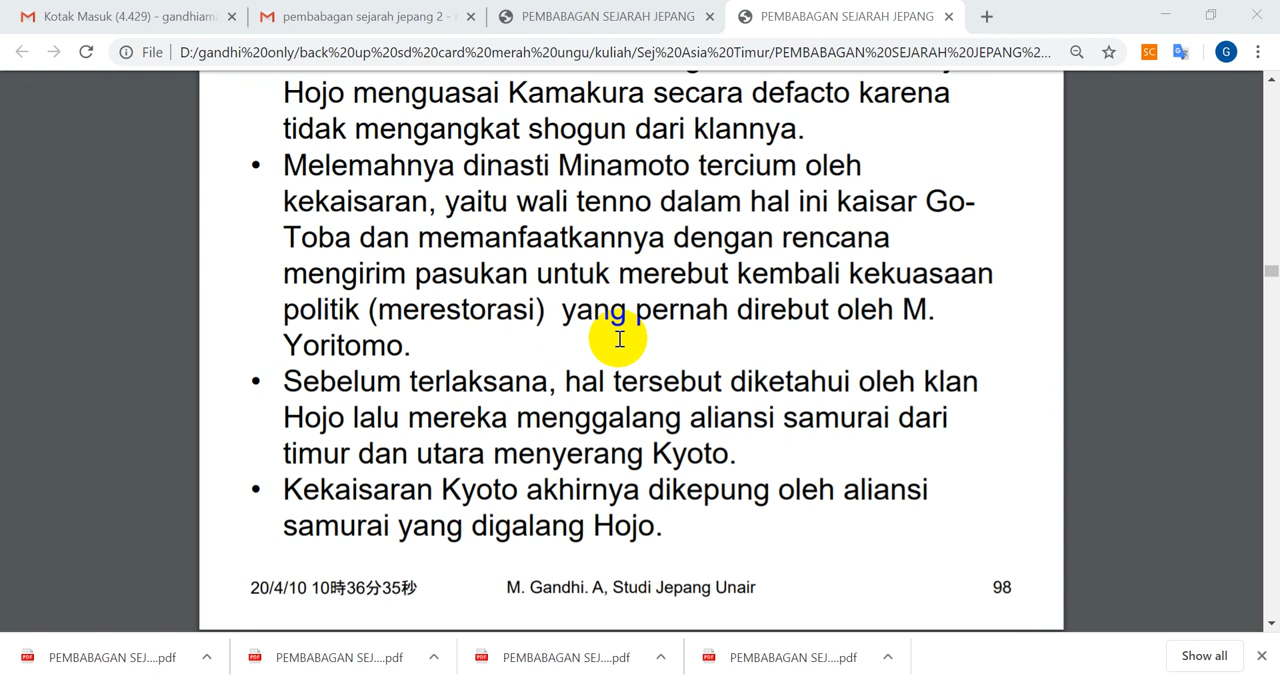 Kotak Masuk (4.429) - gandhiam
pembabagan sejarah jepang 2 -
PEMBABAGAN SEJARAH JEPANG
PEMBABAGAN SEJARAH JEPANG
File
D:/gandhi%20only/back%20up%20sd%20card%20merah%20ungu/kuliah/Sej%20Asia%20Timur/PEMBABAGAN%20SEJARAH%20JEPANG%2...
SC
G
Hojo menguasai Kamakura secara defacto karena
tidak mengangkat shogun dari klannya.
• Melemahnya dinasti Minamoto tercium oleh
kekaisaran, yaitu wali tenno dalam hal ini kaisar Go-
Toba dan memanfaatkannya dengan rencana
mengirim pasukan untuk merebut kembali kekuasaan
politik (merestorasi) yang pernah direbut oleh M.
Yoritomo.
• Sebelum terlaksana, hal tersebut diketahui oleh klan
Hojo lalu mereka menggalang aliansi samurai dari
timur dan utara menyerang Kyoto.
• Kekaisaran Kyoto akhirnya dikepung oleh aliansi
samurai yang digalang Hojo.
20/4/10 10時36分35秒
M. Gandhi. A, Studi Jepang Unair
98
PEMBABAGAN SEJ....pdf
PEMBABAGAN SEJ....pdf
PEMBABAGAN SEJ....pdf
PEMBABAGAN SEJ....pdf
Show all